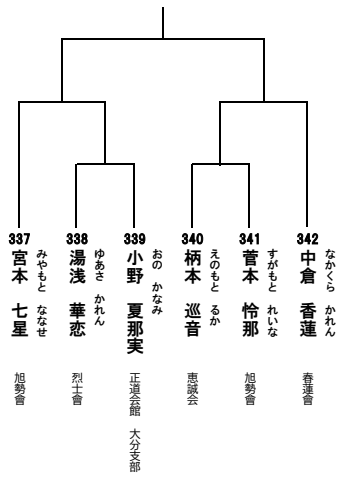 337
宮本 七星
みやもと ななせ
旭勢會
338
湯浅 華恋
ゆあさ かれん
烈士會
339
小野 夏那実
おの かなみ
正道会館 大分支部
340
柄本 巡音
えのもと るか
恵誠会
341
菅本 怜那
すがもと れいな
旭勢會
342
中倉 香蓮
なかくら かれん
春蓮會